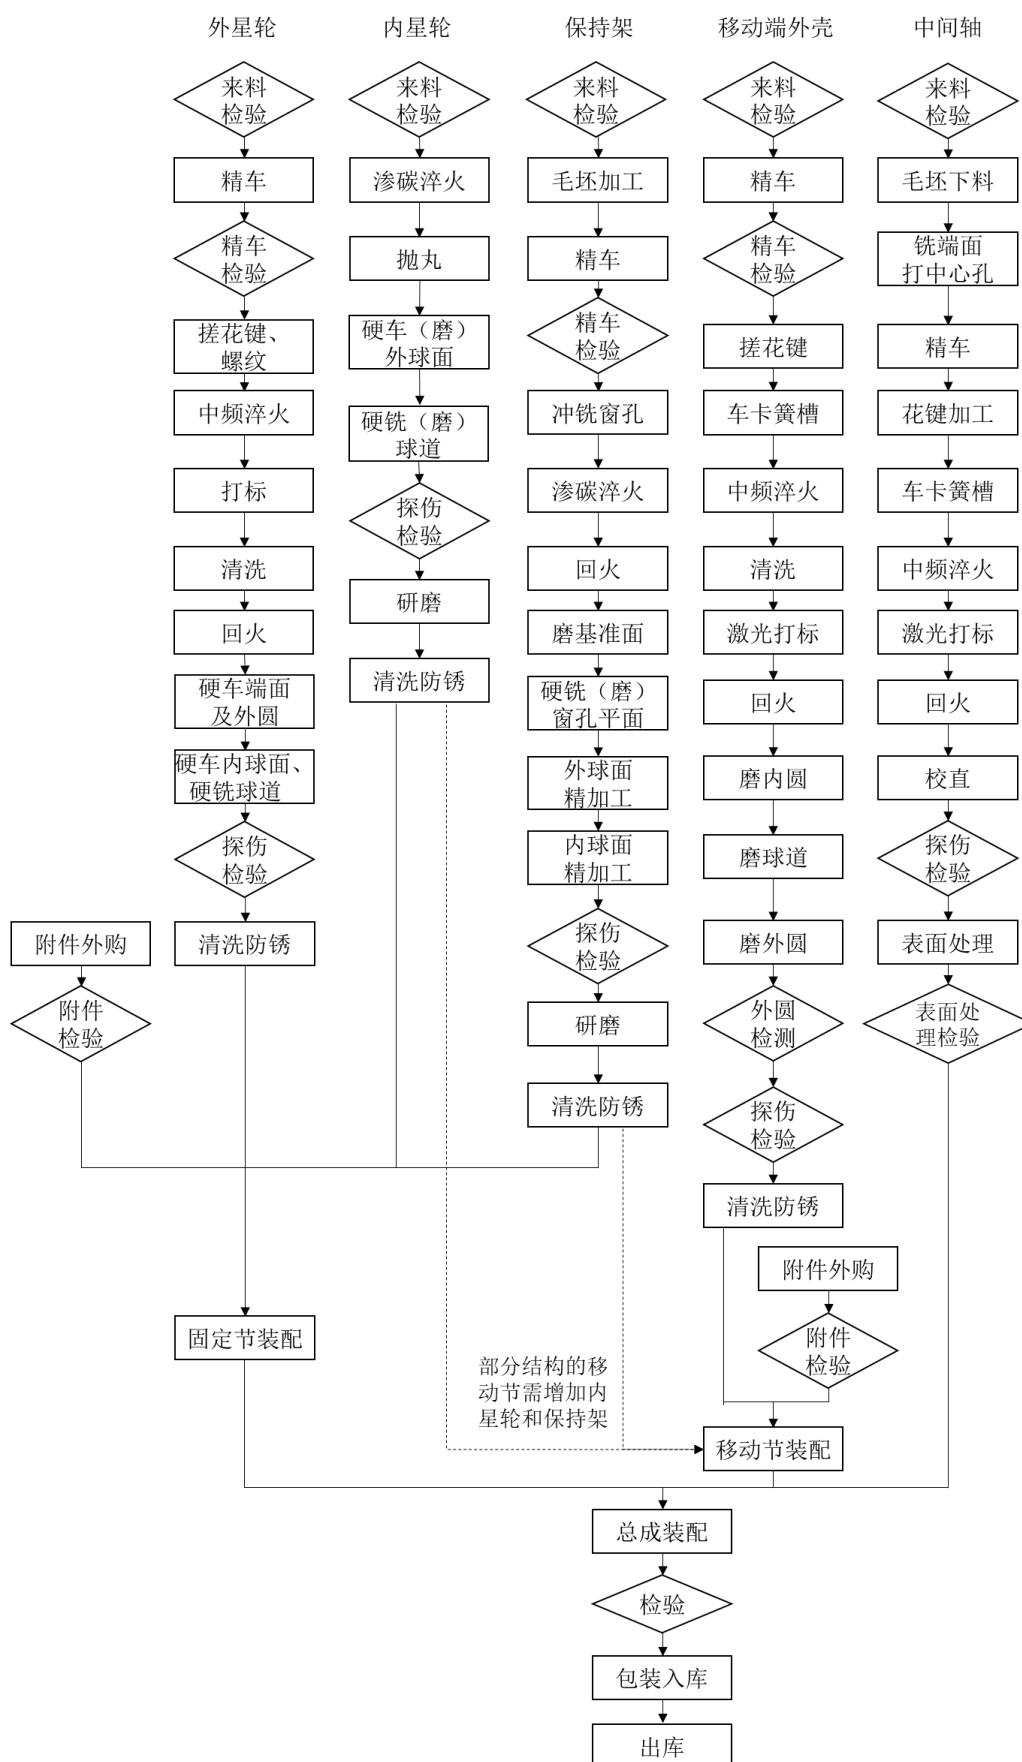 外星轮
内星轮
保持架
移动端外壳
中间轴
来料
检验
精车
精车
检验
搓花键、
螺纹
中频淬火
打标
清洗
回火
硬车端面
及外圆
硬车内球面、
硬铣球道
探伤
检验
清洗防锈
附件外购
附件
检验
固定节装配
来料
检验
渗碳淬火
抛丸
硬车（磨）
外球面
硬铣（磨）
球道
探伤
检验
研磨
清洗防锈
来料
检验
毛坯加工
精车
精车
检验
冲铣窗孔
渗碳淬火
回火
磨基准面
硬铣（磨）
窗孔平面
外球面
精加工
内球面
精加工
探伤
检验
研磨
清洗防锈
来料
检验
精车
精车
检验
搓花键
车卡簧槽
中频淬火
清洗
激光打标
回火
磨内圆
磨球道
磨外圆
外圆
检测
探伤
检验
清洗防锈
附件外购
附件
检验
部分结构的移
动节需增加内
星轮和保持架
移动节装配
来料
检验
毛坯下料
铣端面
打中心孔
精车
花键加工
车卡簧槽
中频淬火
激光打标
回火
校直
探伤
检验
表面处理
表面处
理检验
总成装配
检验
包装入库
出库